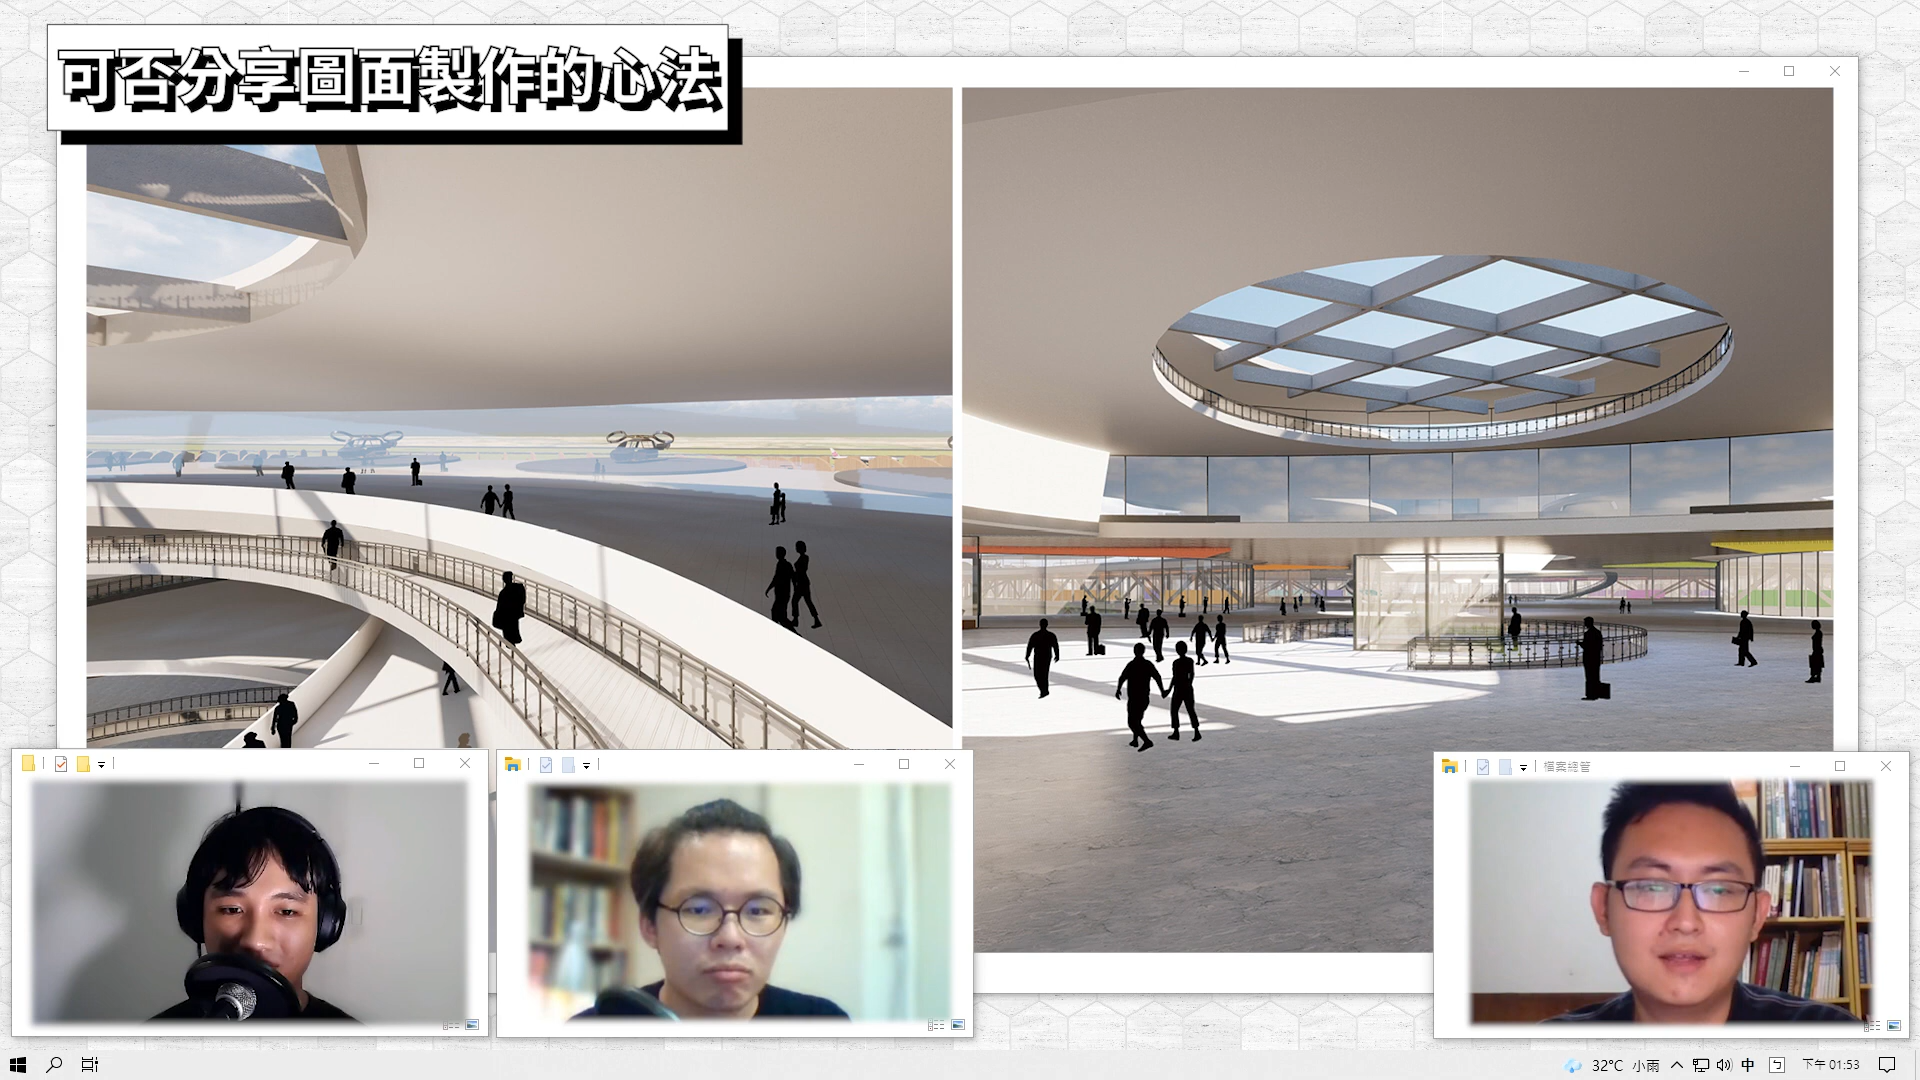 可否分享圖面製作的心法
檔案總管
32°C 小雨
中
ㄅ
下午 01:53